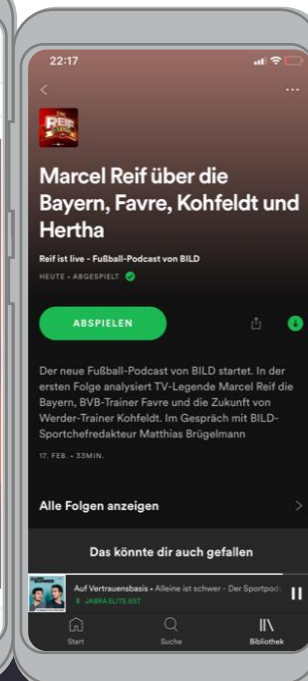 22:17
REIF
Marcel Reif über die
Bayern, Favre, Kohfeldt und
Hertha
Reif ist live - Fußball-Podcast von BILD
HEUTE • ABGESPIELT
ABSPIELEN
Der neue Fußball-Podcast von BILD startet. In der
ersten Folge analysiert TV-Legende Marcel Reif die
Bayern, BVB-Trainer Favre und die Zukunft von
Werder-Trainer Kohfeldt. Im Gespräch mit BILD-
Sportchefredakteur Matthias Brügelmann
17. FEB. • 33MIN.
Alle Folgen anzeigen
Das könnte dir auch gefallen
Auf Vertrauensbasis • Alleine ist schwer - Der Sportpod
JABRA ELITE 65T
Start
Suche
Bibliothek